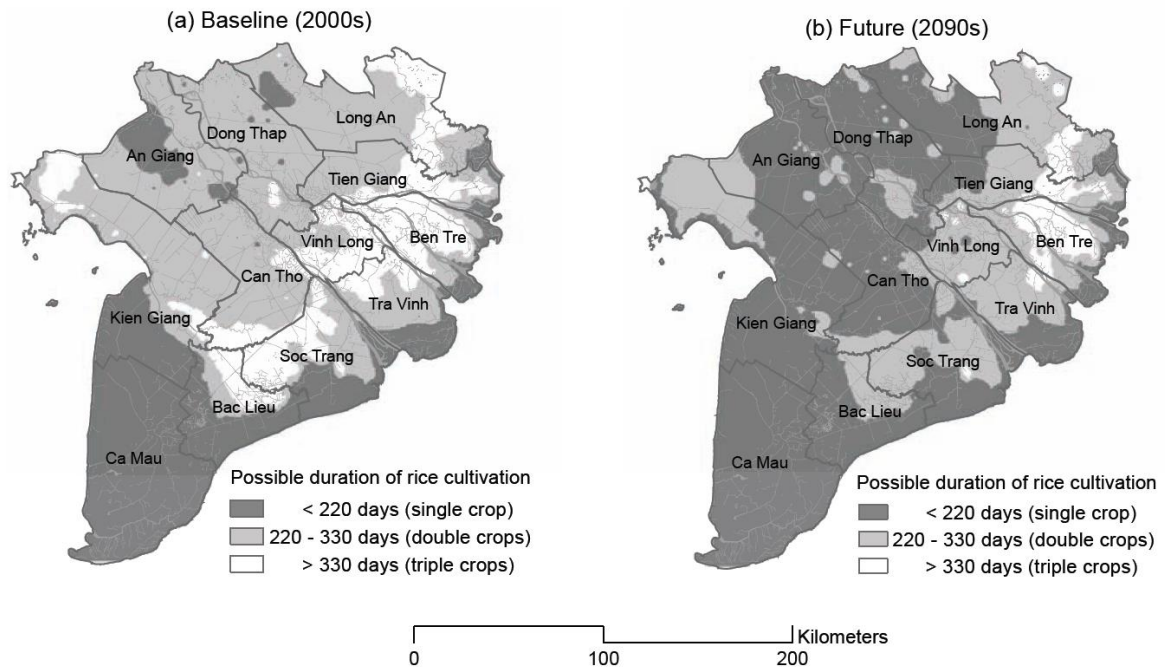 (a) Baseline (2000s)
Long An
Dong Thap
An Giang
Tien Giang
Ben Tre
Vinh Long
Can Tho
Tra Vinh
Kien Giang
Soc Trang
Bac Lieu
Ca Mau
Possible duration of rice cultivation
< 220 days (single crop)
220 - 330 days (double crops)
> 330 days (triple crops)
(b) Future (2090s)
Long An
Dong Thap
An Giang
Tien Giang
Ben Tre
Vinh Long
Can Tho
Tra Vinh
Kien Giang
Soc Trang
Bac Lieu
Ca Mau
Possible duration of rice cultivation
< 220 days (single crop)
220 - 330 days (double crops)
> 330 days (triple crops)
Kilometers
0 100 200